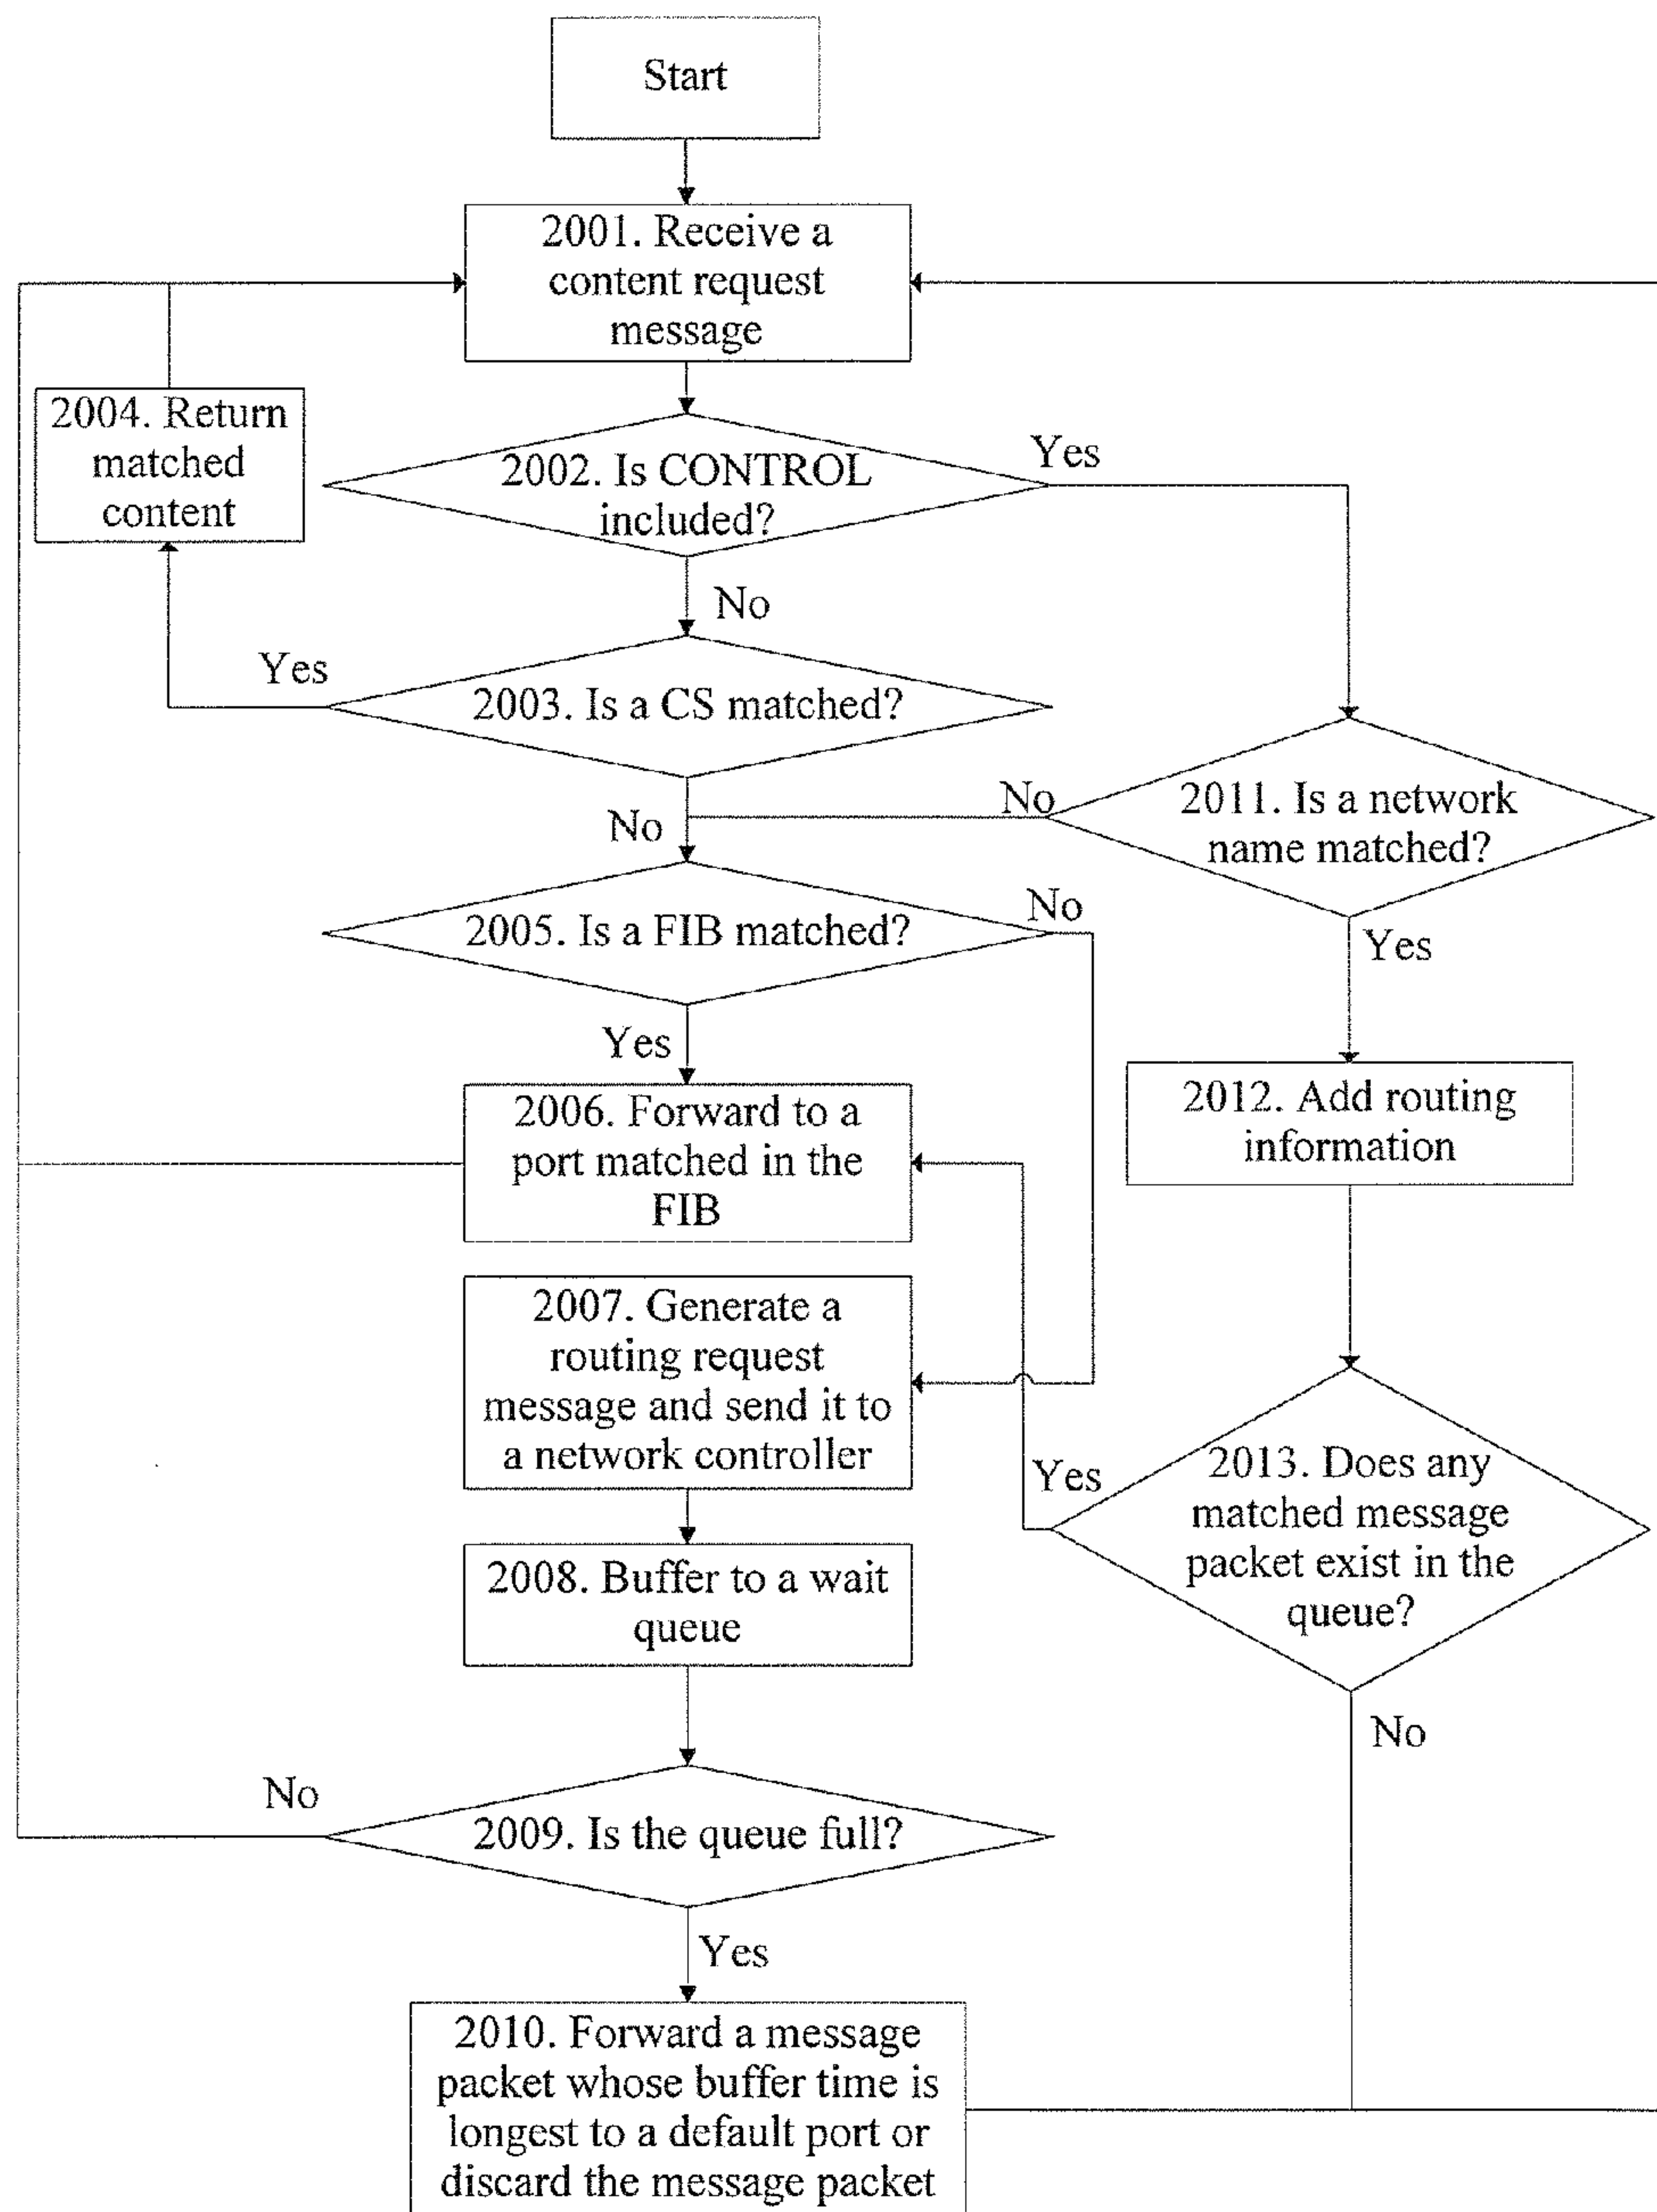 Start
2001. Receive a
content request
message
2004. Return
matched
content
2002. Is CONTROL
included?
Yes
No
Yes
2003. Is a CS matched?
No
No
2011. Is a network
name matched?
2005. Is a FIB matched?
No
Yes
Yes
2006. Forward to a
port matched in the
FIB
2012. Add routing
information
2007. Generate a
routing request
message and send it to
a network controller
Yes
2013. Does any
matched message
packet exist in the
queue?
2008. Buffer to a wait
queue
No
No
2009. Is the queue full?
Yes
2010. Forward a message
packet whose buffer time is
longest to a default port or
discard the message packet